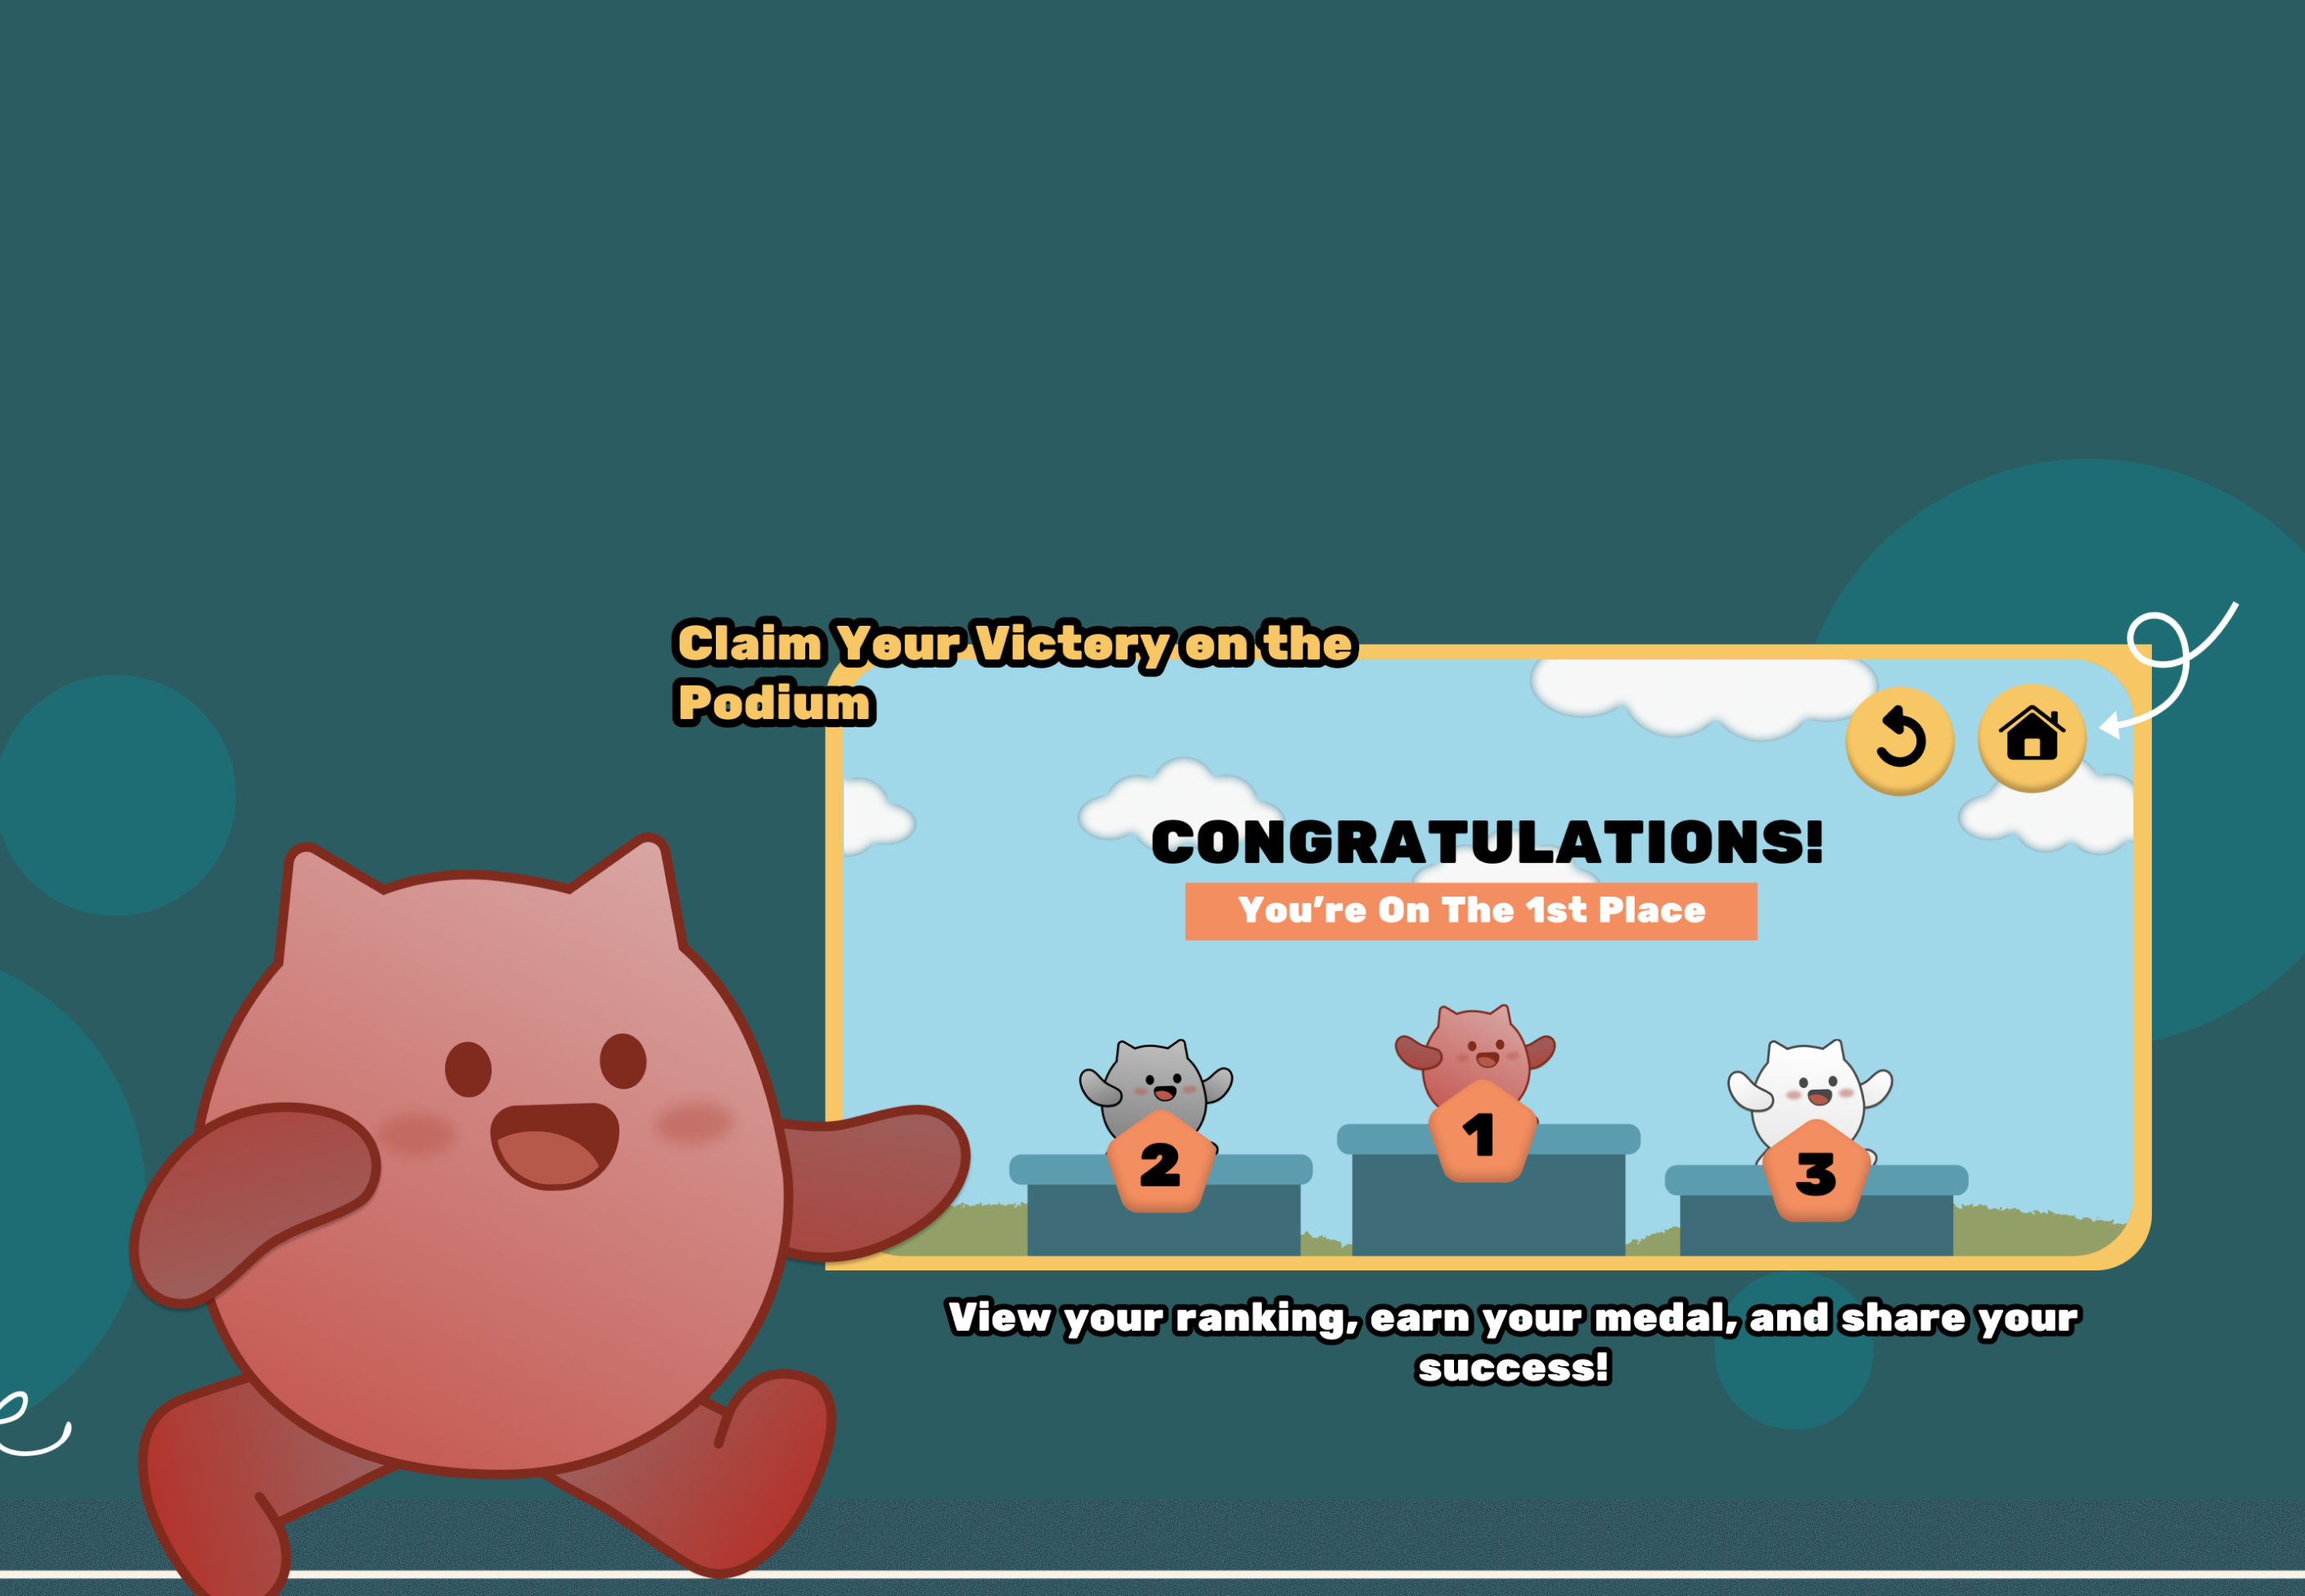 Claim Your Victory on the
Podium
CONGRATULATIONS!
You're On The 1st Place
2
1
3
View your ranking, earn your medal, and share your
success!